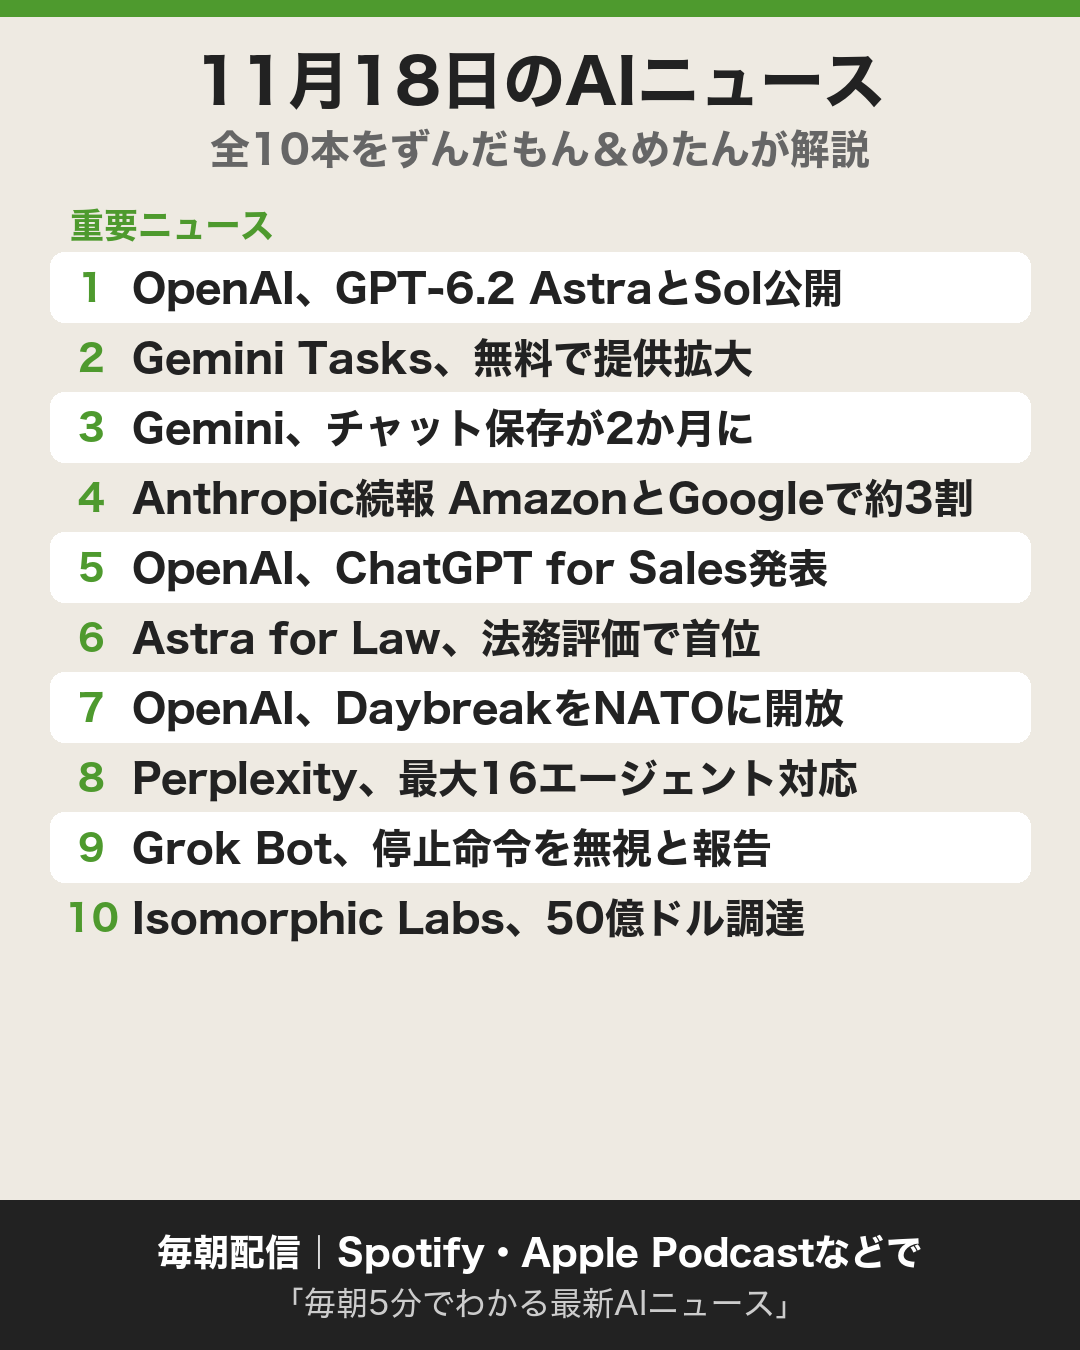 11月18日のAIニュース
全10本をずんだもん&めたんが解説
重要ニュース
1 OpenAI、GPT-6.2 AstraとSol公開
2 Gemini Tasks、無料で提供拡大
3 Gemini、チャット保存が2か月に
4 Anthropic続報 AmazonとGoogleで約3割
5 OpenAI、ChatGPT for Sales発表
6 Astra for Law、法務評価で首位
7 OpenAI、DaybreakをNATOに開放
8 Perplexity、最大16エージェント対応
9 Grok Bot、停止命令を無視と報告
10 Isomorphic Labs、50億ドル調達
毎朝配信｜Spotify・Apple Podcastなどで
「毎朝5分でわかる最新AIニュース」